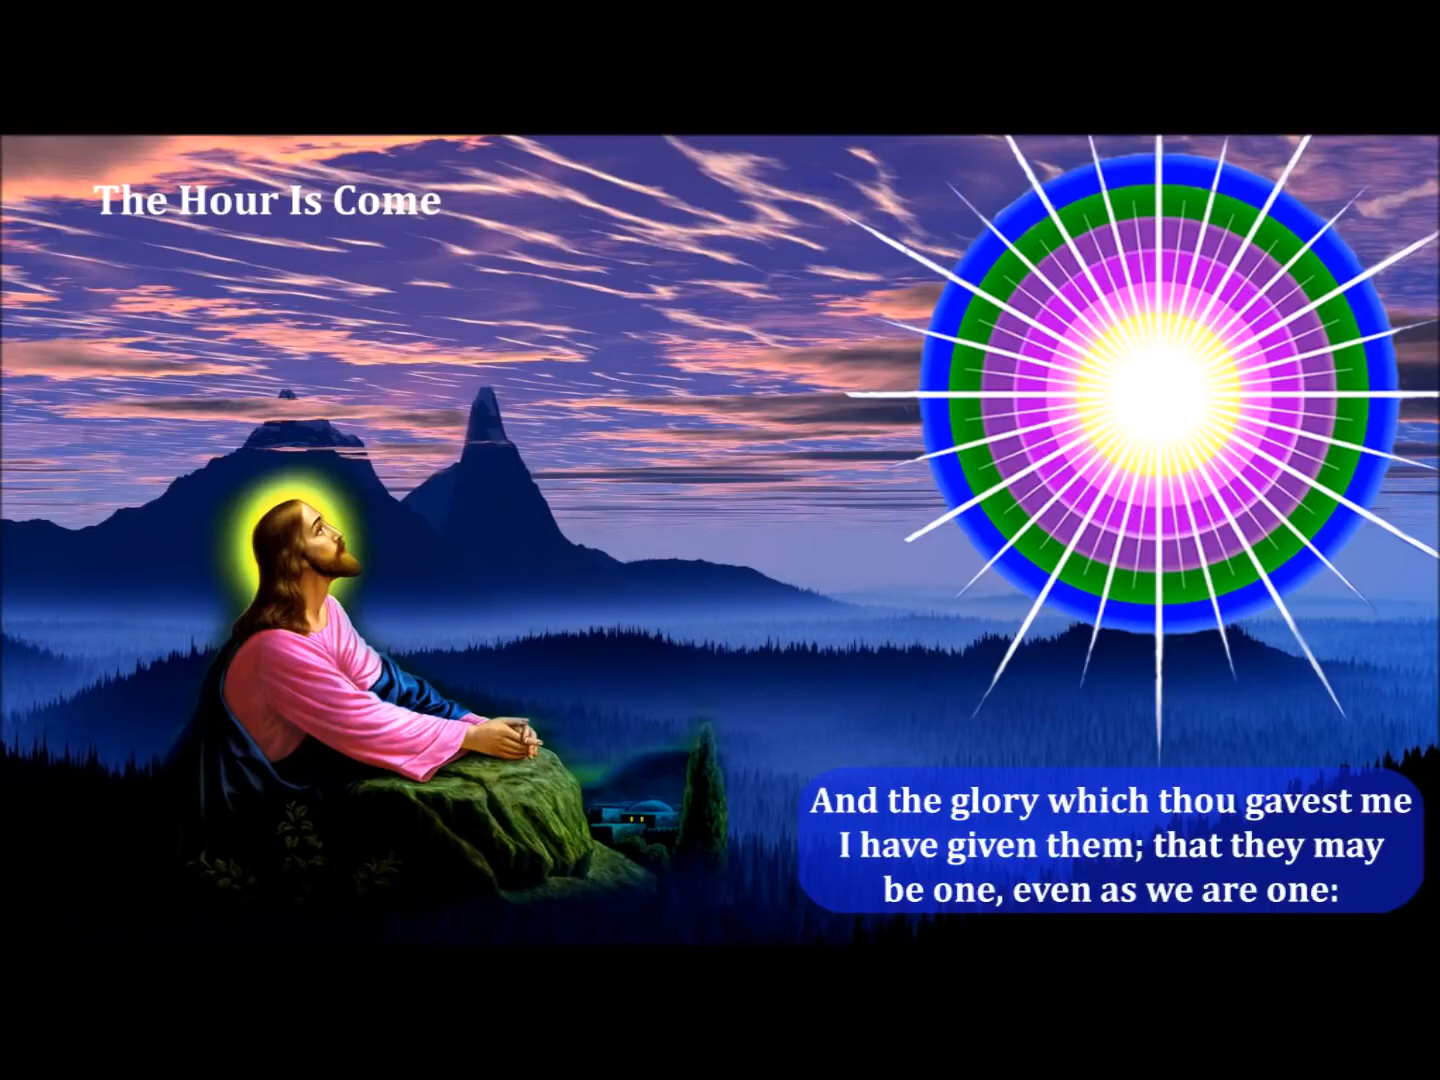 The Hour Is Come
And the glory which thou gavest me
I have given them; that they may
be one, even as we are one: